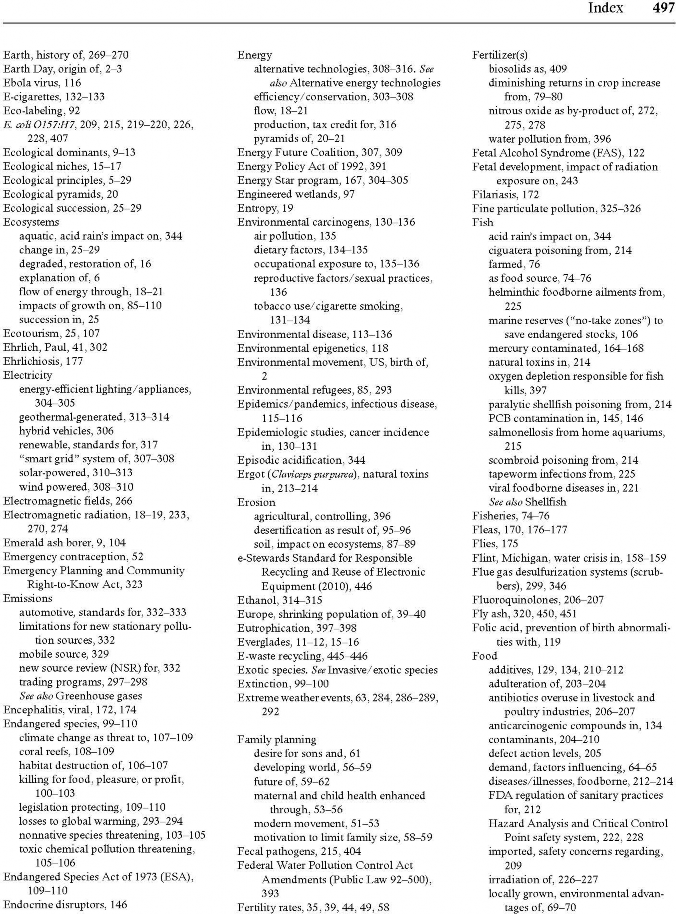 Index 497
Earth, history of, 269–270
Earth Day, origin of, 2–3
Ebola virus, 116
E-cigarettes, 132–133
Eco-labeling, 92
E. coli O157:H7, 209, 215, 219–220, 226,
228, 407
Ecological dominants, 9–13
Ecological niches, 15–17
Ecological principles, 5–29
Ecological pyramids, 20
Ecological succession, 25–29
Ecosystems
aquatic, acid rain's impact on, 344
change in, 25–29
degraded, restoration of, 16
explanation of, 6
flow of energy through, 18–21
impacts of growth on, 85–110
succession in, 25
Ecotourism, 25, 107
Ehrlich, Paul, 41, 302
Ehrlichiosis, 177
Electricity
energy-efficient lighting/appliances,
304–305
geothermal-generated, 313–314
hybrid vehicles, 306
renewable, standards for, 317
“smart grid” system of, 307–308
solar-powered, 310–313
wind powered, 308–310
Electromagnetic fields, 266
Electromagnetic radiation, 18–19, 233,
270, 274
Emerald ash borer, 9, 104
Emergency contraception, 52
Emergency Planning and Community
Right-to-Know Act, 323
Emissions
automotive, standards for, 332–333
limitations for new stationary pollu-
tion sources, 332
mobile source, 329
new source review (NSR) for, 332
trading programs, 297–298
See also Greenhouse gases
Encephalitis, viral, 172, 174
Endangered species, 99–110
climate change as threat to, 107–109
coral reefs, 108–109
habitat destruction of, 106–107
killing for food, pleasure, or profit,
100–103
legislation protecting, 109–110
losses to global warming, 293–294
nonnative species threatening, 103–105
toxic chemical pollution threatening,
105–106
Endangered Species Act of 1973 (ESA),
109–110
Endocrine disruptors, 146
Energy
alternative technologies, 308–316. See
also Alternative energy technologies
efficiency/conservation, 303–308
flow, 18–21
production, tax credit for, 316
pyramids of, 20–21
Energy Future Coalition, 307, 309
Energy Policy Act of 1992, 391
Energy Star program, 167, 304–305
Engineered wetlands, 97
Entropy, 19
Environmental carcinogens, 130–136
air pollution, 135
dietary factors, 134–135
occupational exposure to, 135–136
reproductive factors/sexual practices,
136
tobacco use/cigarette smoking,
131–134
Environmental disease, 113–136
Environmental epigenetics, 118
Environmental movement, US, birth of,
2
Environmental refugees, 85, 293
Epidemics/pandemics, infectious disease,
115–116
Epidemiologic studies, cancer incidence
in, 130–131
Episodic acidification, 344
Ergot (Claviceps purpurea), natural toxins
in, 213–214
Erosion
agricultural, controlling, 396
desertification as result of, 95–96
soil, impact on ecosystems, 87–89
e-Stewards Standard for Responsible
Recycling and Reuse of Electronic
Equipment (2010), 446
Ethanol, 314–315
Europe, shrinking population of, 39–40
Eutrophication, 397–398
Everglades, 11–12, 15–16
E-waste recycling, 445–446
Exotic species. See Invasive/exotic species
Extinction, 99–100
Extreme weather events, 63, 284, 286–289,
292
Family planning
desire for sons and, 61
developing world, 56–59
future of, 59–62
maternal and child health enhanced
through, 53–56
modern movement, 51–53
motivation to limit family size, 58–59
Fecal pathogens, 215, 404
Federal Water Pollution Control Act
Amendments (Public Law 92–500),
393
Fertility rates, 35, 39, 44, 49, 58
Fertilizer(s)
biosolids as, 409
diminishing returns in crop increase
from, 79–80
nitrous oxide as by-product of, 272,
275, 278
water pollution from, 396
Fetal Alcohol Syndrome (FAS), 122
Fetal development, impact of radiation
exposure on, 243
Filariasis, 172
Fine particulate pollution, 325–326
Fish
acid rain's impact on, 344
ciguatera poisoning from, 214
farmed, 76
as food source, 74–76
helminthic foodborne ailments from,
225
marine reserves (“no-take zones”) to
save endangered stocks, 106
mercury contaminated, 164–168
natural toxins in, 214
oxygen depletion responsible for fish
kills, 397
paralytic shellfish poisoning from, 214
PCB contamination in, 145, 146
salmonellosis from home aquariums,
215
scombroid poisoning from, 214
tapeworm infections from, 225
viral foodborne diseases in, 221
See also Shellfish
Fisheries, 74–76
Fleas, 170, 176–177
Flies, 175
Flint, Michigan, water crisis in, 158–159
Flue gas desulfurization systems (scrub-
bers), 299, 346
Fluoroquinolones, 206–207
Fly ash, 320, 450, 451
Folic acid, prevention of birth abnormali-
ties with, 119
Food
additives, 129, 134, 210–212
adulteration of, 203–204
antibiotics overuse in livestock and
poultry industries, 206–207
anticarcinogenic compounds in, 134
contaminants, 204–210
defect action levels, 205
demand, factors influencing, 64–65
diseases/illnesses, foodborne, 212–214
FDA regulation of sanitary practices
for, 212
Hazard Analysis and Critical Control
Point safety system, 222, 228
imported, safety concerns regarding,
209
irradiation of, 226–227
locally grown, environmental advan-
tages of, 69–70